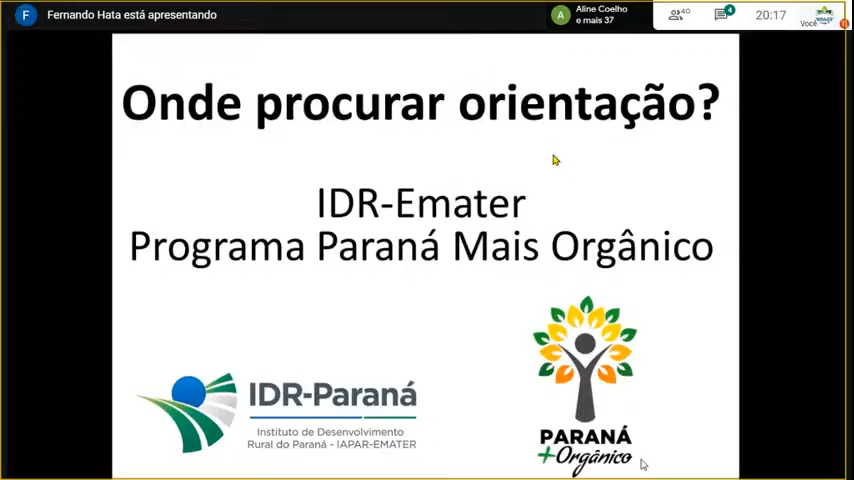 F Fernando Hata está apresentando
A Aline Coelho
e mais 37
40
4
20:17
Você
Onde procurar orientação?
IDR-Emater
Programa Paraná Mais Orgânico
IDR-Paraná
Instituto de Desenvolvimento
Rural do Paraná - IAPAR-EMATER
PARANÁ
+Orgânico